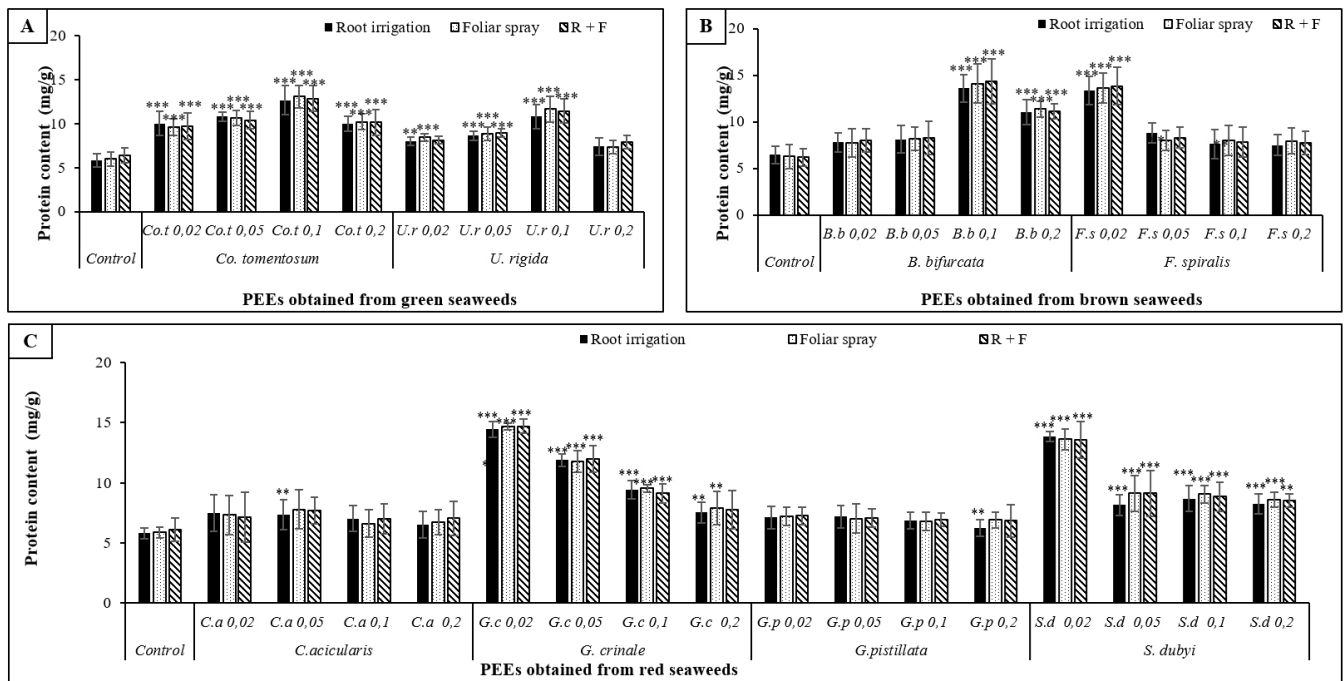 A
Root irrigation Foliar spray R + F
Protein content (mg/g)
20
15
10
5
0
*** *** *** *** *** *** *** *** *** *** *** *** ** *** *** *** *** *** *** ***
Co.t 0,02 Co.t 0,05 Co.t 0,1 Co.t 0,2 U.r 0,02 U.r 0,05 U.r 0,1 U.r 0,2
Control Co. tomentosum U. rigida
PEEs obtained from green seaweeds
B
Root irrigation Foliar spray R + F
Protein content (mg/g)
20
15
10
5
0
*** *** *** *** *** *** *** *** ***
B.b 0,02 B.b 0,05 B.b 0,1 B.b 0,2 F.s 0,02 F.s 0,05 F.s 0,1 F.s 0,2
Control B. bifurcata F. spiralis
PEEs obtained from brown seaweeds
C
Root irrigation Foliar spray R + F
Protein content (mg/g)
20
15
10
5
0
** *** *** *** *** *** *** *** *** *** ** ** ** *** *** *** *** *** *** *** *** *** *** *** **
C.a 0,02 C.a 0,05 C.a 0,1 C.a 0,2 G.c 0,02 G.c 0,05 G.c 0,1 G.c 0,2 G.p 0,02 G.p 0,05 G.p 0,1 G.p 0,2 S.d 0,02 S.d 0,05 S.d 0,1 S.d 0,2
Control C.acicularis G. crinale G.pistillata S. dubyi
PEEs obtained from red seaweeds